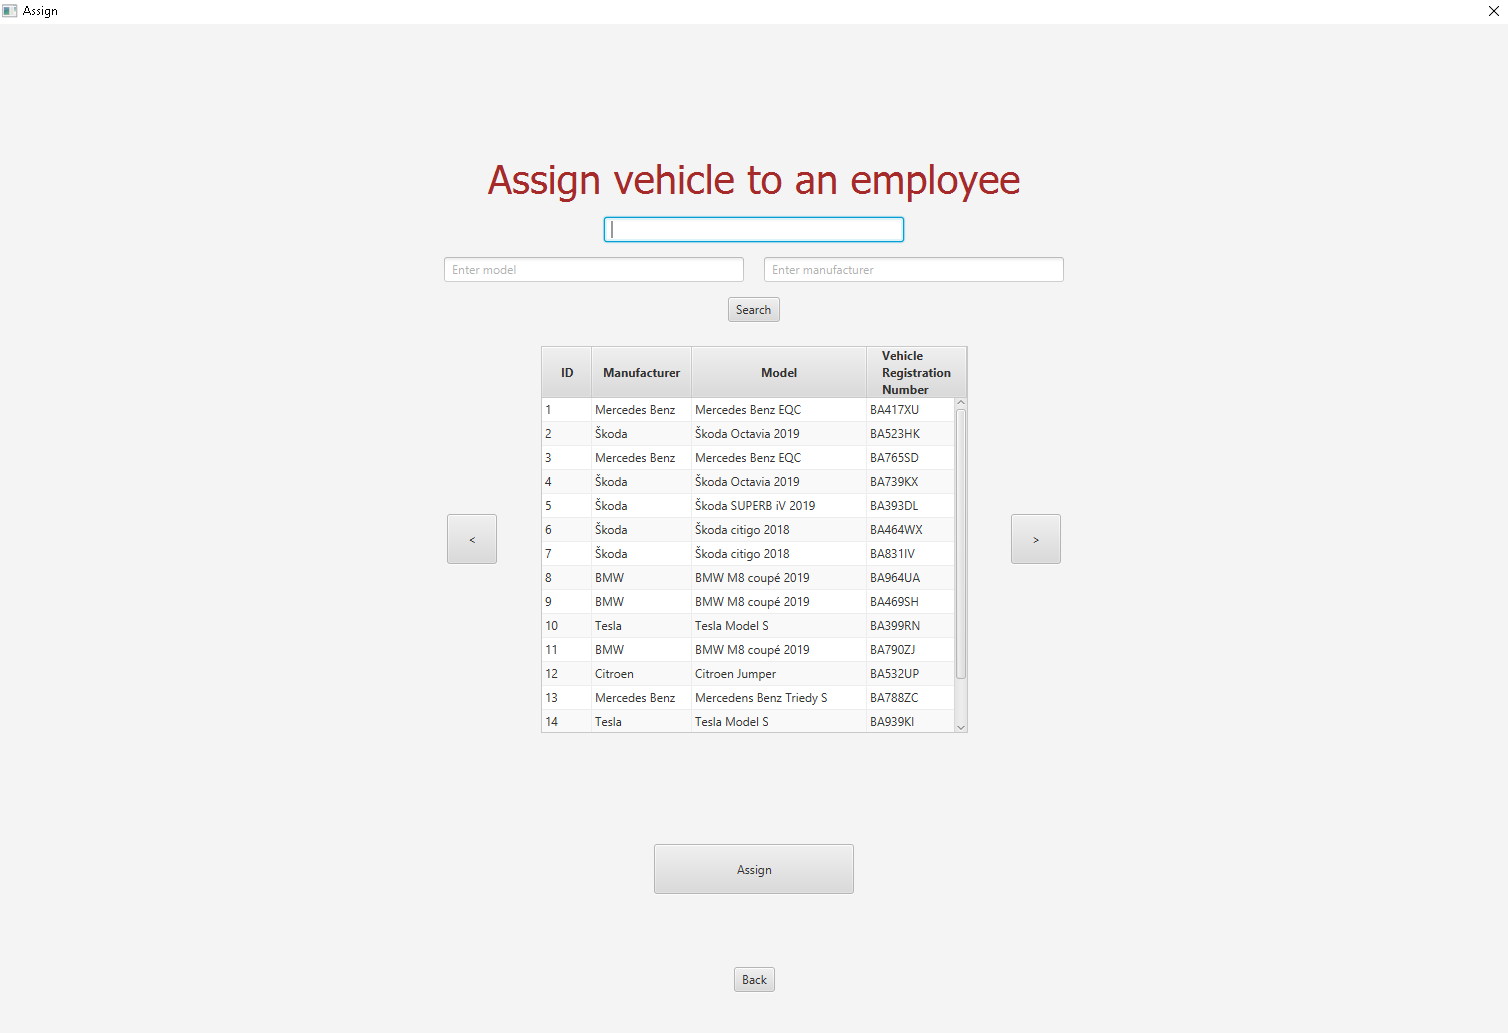 Assign
Assign vehicle to an employee
Enter model Enter manufacturer
Search
ID Manufacturer Model Vehicle Registration Number
1 Mercedes Benz Mercedes Benz EQC BA417XU
2 Škoda Škoda Octavia 2019 BA523HK
3 Mercedes Benz Mercedes Benz EQC BA765SD
4 Škoda Škoda Octavia 2019 BA739KX
5 Škoda Škoda SUPERB iV 2019 BA393DL
6 Škoda Škoda citigo 2018 BA464WX
7 Škoda Škoda citigo 2018 BA831IV
8 BMW BMW M8 coupé 2019 BA964UA
9 BMW BMW M8 coupé 2019 BA469SH
10 Tesla Tesla Model S BA399RN
11 BMW BMW M8 coupé 2019 BA790ZJ
12 Citroen Citroen Jumper BA532UP
13 Mercedes Benz Mercedens Benz Triedy S BA788ZC
14 Tesla Tesla Model S BA939KI
< >
Assign
Back